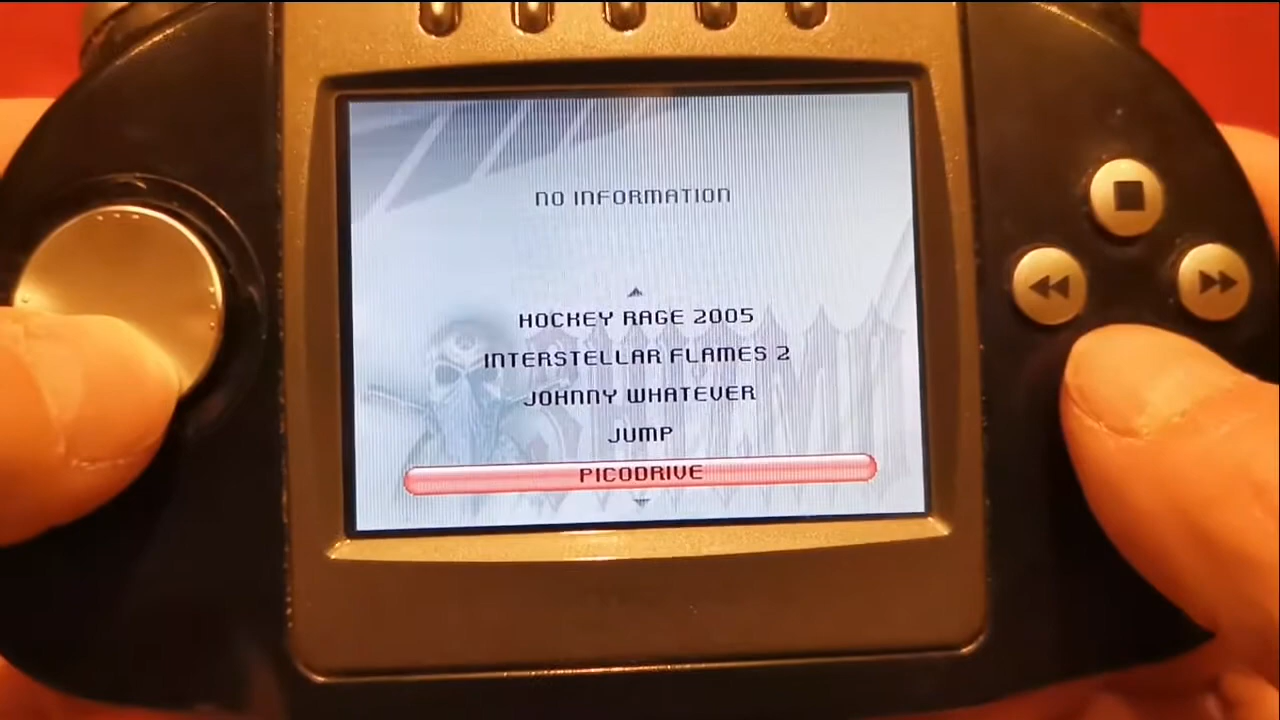 NO INFORMATION
HOCKEY RAGE 2005
INTERSTELLAR FLAMES 2
JOHNNY WHATEVER
JUMP
PICODRIVE